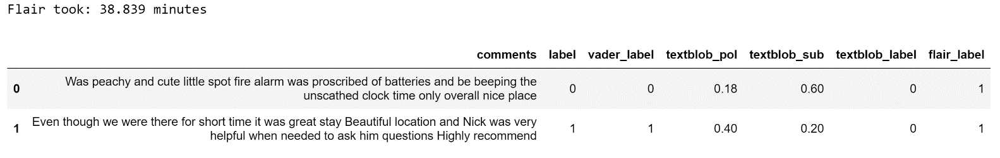 Flair took: 38.839 minutes
comments label vader_label textblob_pol textblob_sub textblob_label flair_label
0 Was peachy and cute little spot fire alarm was proscribed of batteries and be beeping the
unscathed clock time only overall nice place 0 0 0.18 0.60 0 1
1 Even though we were there for short time it was great stay Beautiful location and Nick was very
helpful when needed to ask him questions Highly recommend 1 1 0.40 0.20 0 1